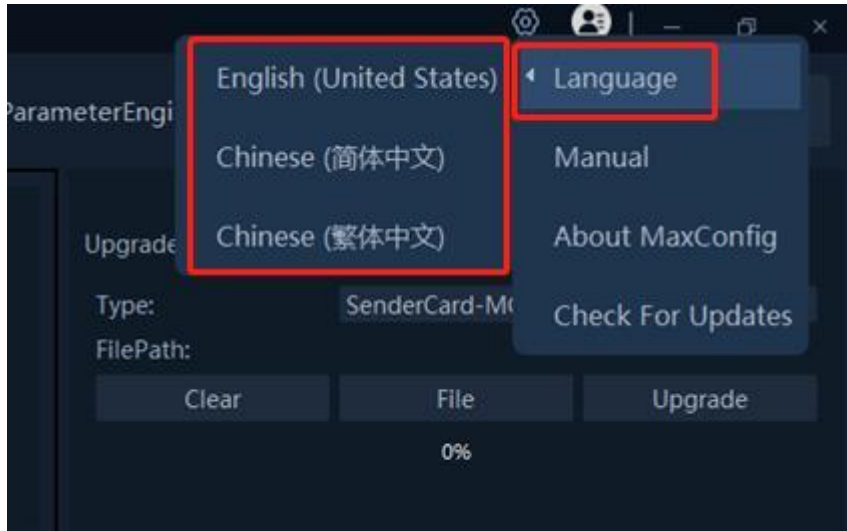 English (United States)
Language
ParameterEngi
Chinese (简体中文)
Manual
Upgrade
Chinese (繁体中文)
About MaxConfig
Type:
SenderCard-M
Check For Updates
FilePath:
Clear
File
Upgrade
0%